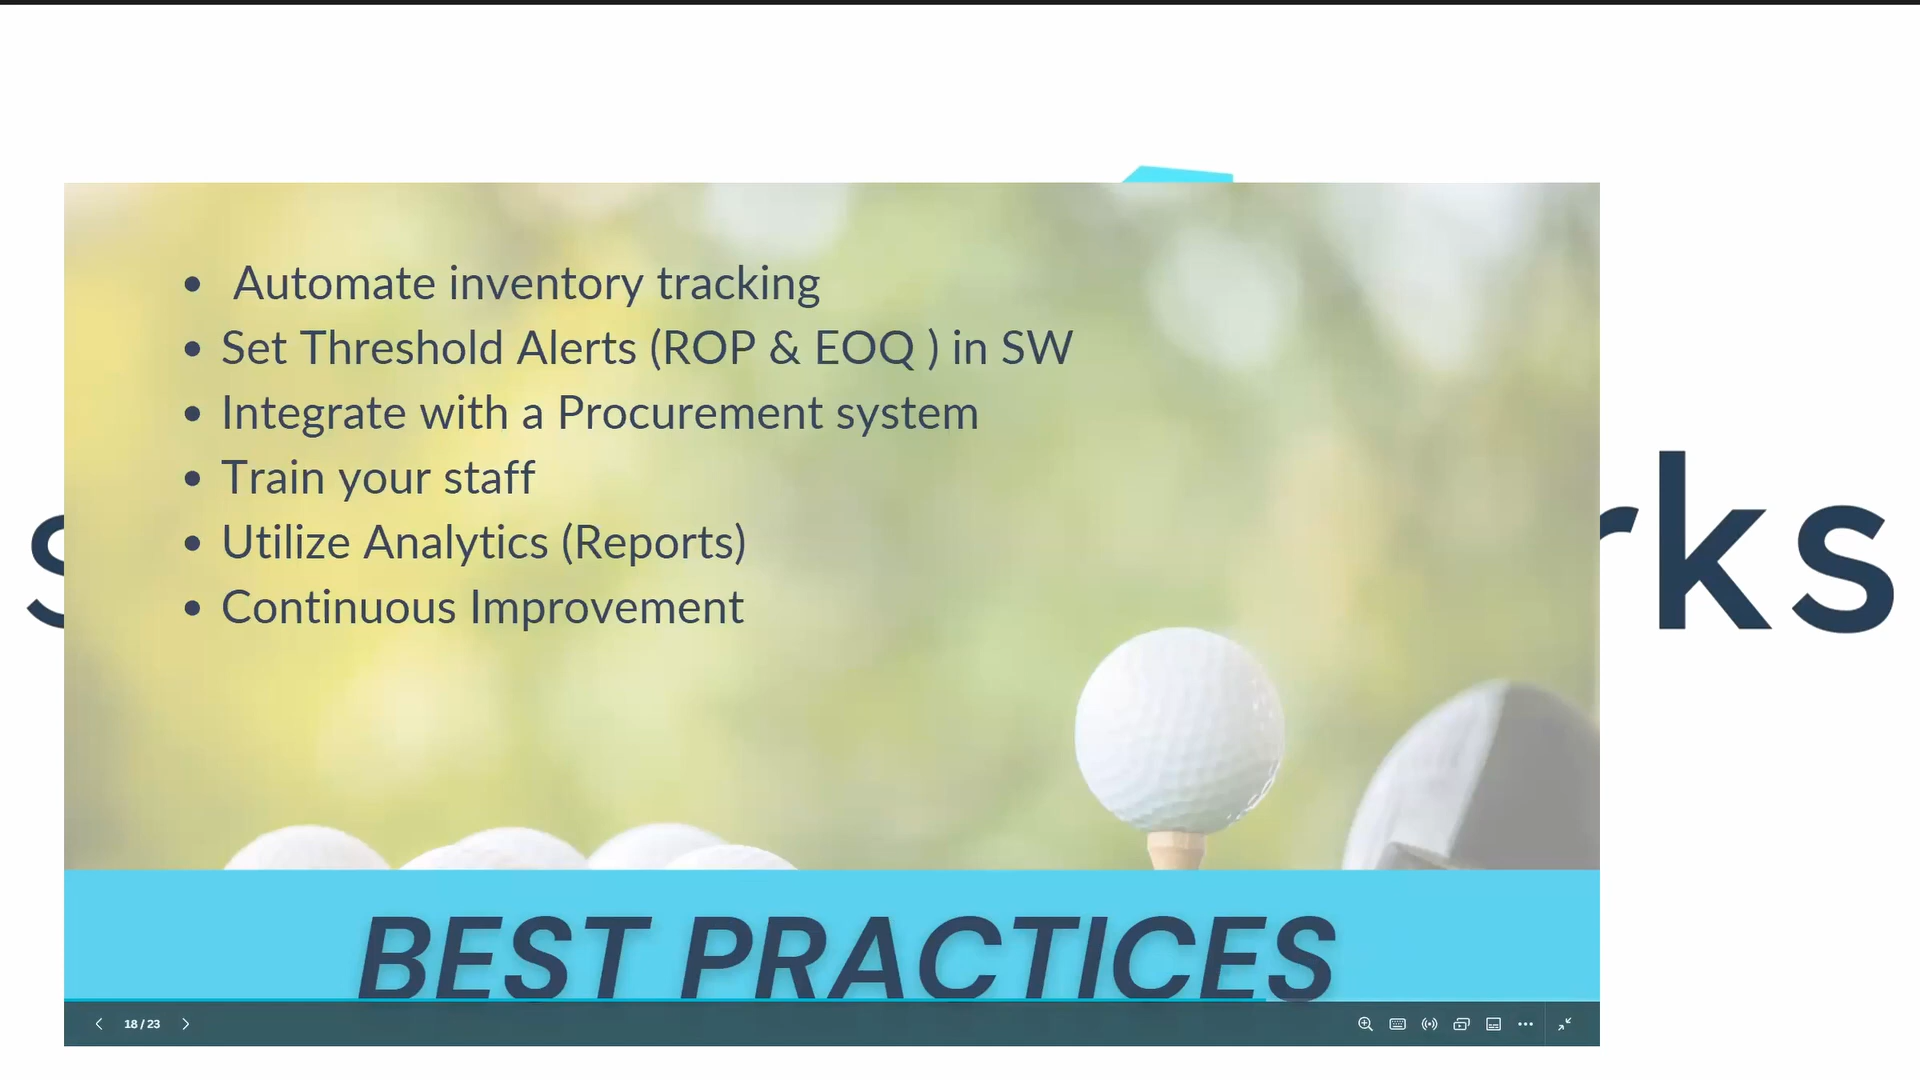 • Automate inventory tracking
• Set Threshold Alerts (ROP & EOQ ) in SW
• Integrate with a Procurement system
• Train your staff
• Utilize Analytics (Reports)
• Continuous Improvement
s
rks
BEST PRACTICES
18 / 23